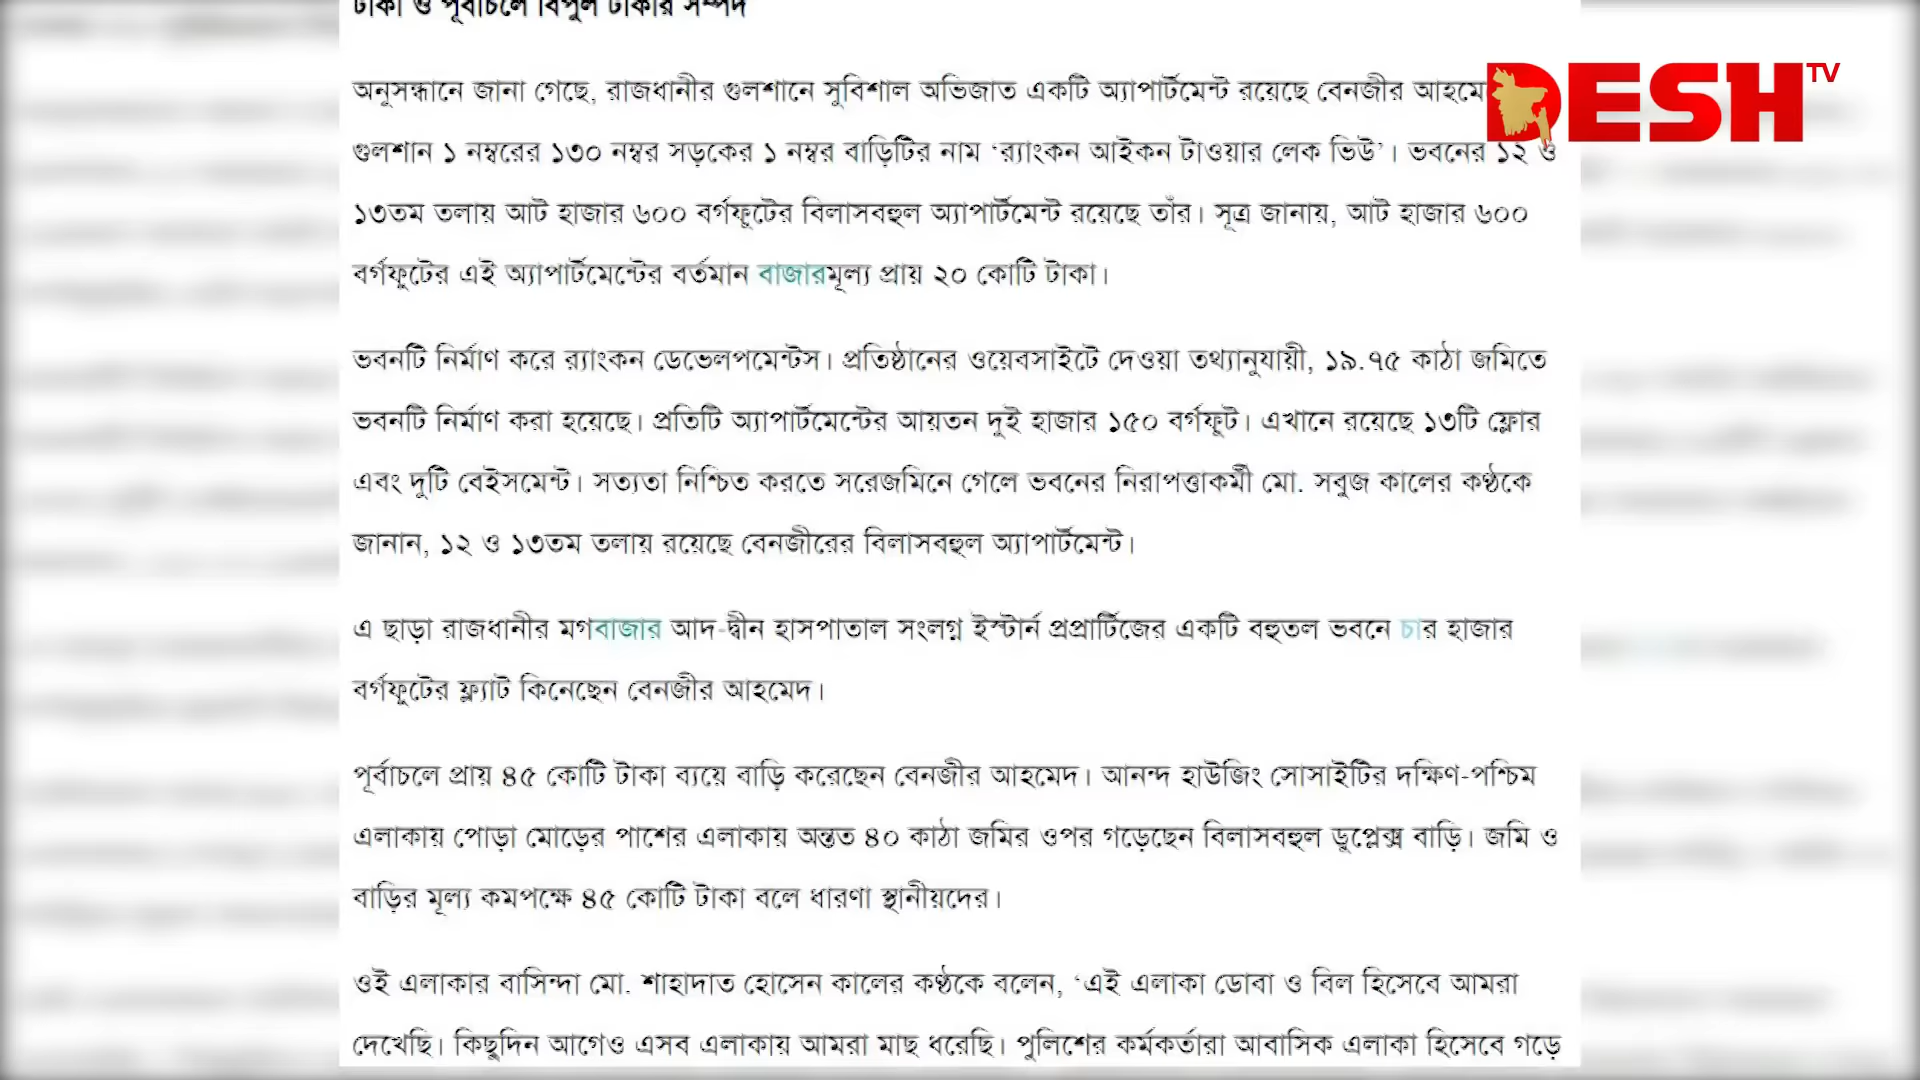 ঢাকা ও পূর্বাচলে বিপুল টাকার সম্পদ
অনুসন্ধানে জানা গেছে, রাজধানীর গুলশানে সুবিশাল অভিজাত একটি অ্যাপার্টমেন্ট রয়েছে বেনজীর আহমে
DESH TV
গুলশান ১ নম্বরের ১৩০ নম্বর সড়কের ১ নম্বর বাড়িটির নাম ‘র‍্যাংকন আইকন টাওয়ার লেক ভিউ’। ভবনের ১২ ও
১৩তম তলায় আট হাজার ৬০০ বর্গফুটের বিলাসবহুল অ্যাপার্টমেন্ট রয়েছে তাঁর। সূত্র জানায়, আট হাজার ৬০০
বর্গফুটের এই অ্যাপার্টমেন্টের বর্তমান বাজারমূল্য প্রায় ২০ কোটি টাকা।
ভবনটি নির্মাণ করে র‍্যাংকন ডেভেলপমেন্টস। প্রতিষ্ঠানের ওয়েবসাইটে দেওয়া তথ্যানুযায়ী, ১৯.৭৫ কাঠা জমিতে
ভবনটি নির্মাণ করা হয়েছে। প্রতিটি অ্যাপার্টমেন্টের আয়তন দুই হাজার ১৫০ বর্গফুট। এখানে রয়েছে ১৩টি ফ্লোর
এবং দুটি বেইসমেন্ট। সত্যতা নিশ্চিত করতে সরেজমিনে গেলে ভবনের নিরাপত্তাকর্মী মো. সবুজ কালের কণ্ঠকে
জানান, ১২ ও ১৩তম তলায় রয়েছে বেনজীরের বিলাসবহুল অ্যাপার্টমেন্ট।
এ ছাড়া রাজধানীর মগবাজার আদ-দ্বীন হাসপাতাল সংলগ্ন ইস্টার্ন প্রপ্রার্টিজের একটি বহুতল ভবনে চার হাজার
বর্গফুটের ফ্ল্যাট কিনেছেন বেনজীর আহমেদ।
পূর্বাচলে প্রায় ৪৫ কোটি টাকা ব্যয়ে বাড়ি করেছেন বেনজীর আহমেদ। আনন্দ হাউজিং সোসাইটির দক্ষিণ-পশ্চিম
এলাকায় পোড়া মোড়ের পাশের এলাকায় অন্তত ৪০ কাঠা জমির ওপর গড়েছেন বিলাসবহুল ডুপ্লেক্স বাড়ি। জমি ও
বাড়ির মূল্য কমপক্ষে ৪৫ কোটি টাকা বলে ধারণা স্থানীয়দের।
ওই এলাকার বাসিন্দা মো. শাহাদাত হোসেন কালের কণ্ঠকে বলেন, ‘এই এলাকা ডোবা ও বিল হিসেবে আমরা
দেখেছি। কিছুদিন আগেও এসব এলাকায় আমরা মাছ ধরেছি। পুলিশের কর্মকর্তারা আবাসিক এলাকা হিসেবে গড়ে